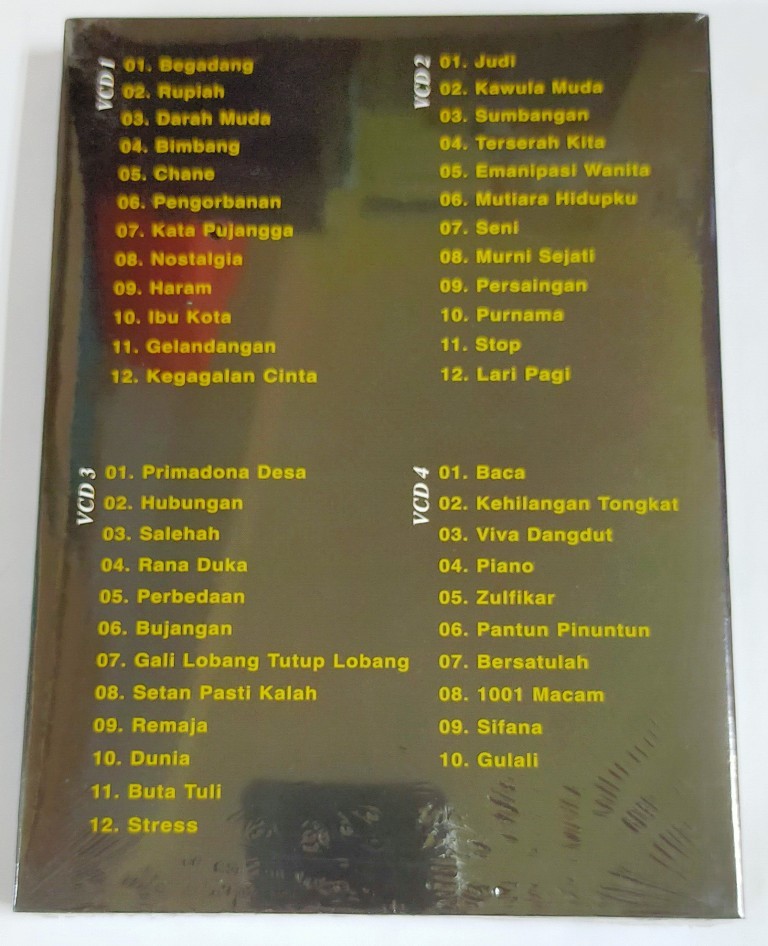 VCD 1
01. Begadang
02. Rupiah
03. Darah Muda
04. Bimbang
05. Chane
06. Pengorbanan
07. Kata Pujangga
08. Nostalgia
09. Haram
10. Ibu Kota
11. Gelandangan
12. Kegagalan Cinta
VCD 2
01. Judi
02. Kawula Muda
03. Sumbangan
04. Terserah Kita
05. Emanipasi Wanita
06. Mutiara Hidupku
07. Seni
08. Murni Sejati
09. Persaingan
10. Purnama
11. Stop
12. Lari Pagi
VCD 3
01. Primadona Desa
02. Hubungan
03. Salehah
04. Rana Duka
05. Perbedaan
06. Bujangan
07. Gali Lobang Tutup Lobang
08. Setan Pasti Kalah
09. Remaja
10. Dunia
11. Buta Tuli
12. Stress
VCD 4
01. Baca
02. Kehilangan Tongkat
03. Viva Dangdut
04. Piano
05. Zulfikar
06. Pantun Pinuntun
07. Bersatulah
08. 1001 Macam
09. Sifana
10. Gulali